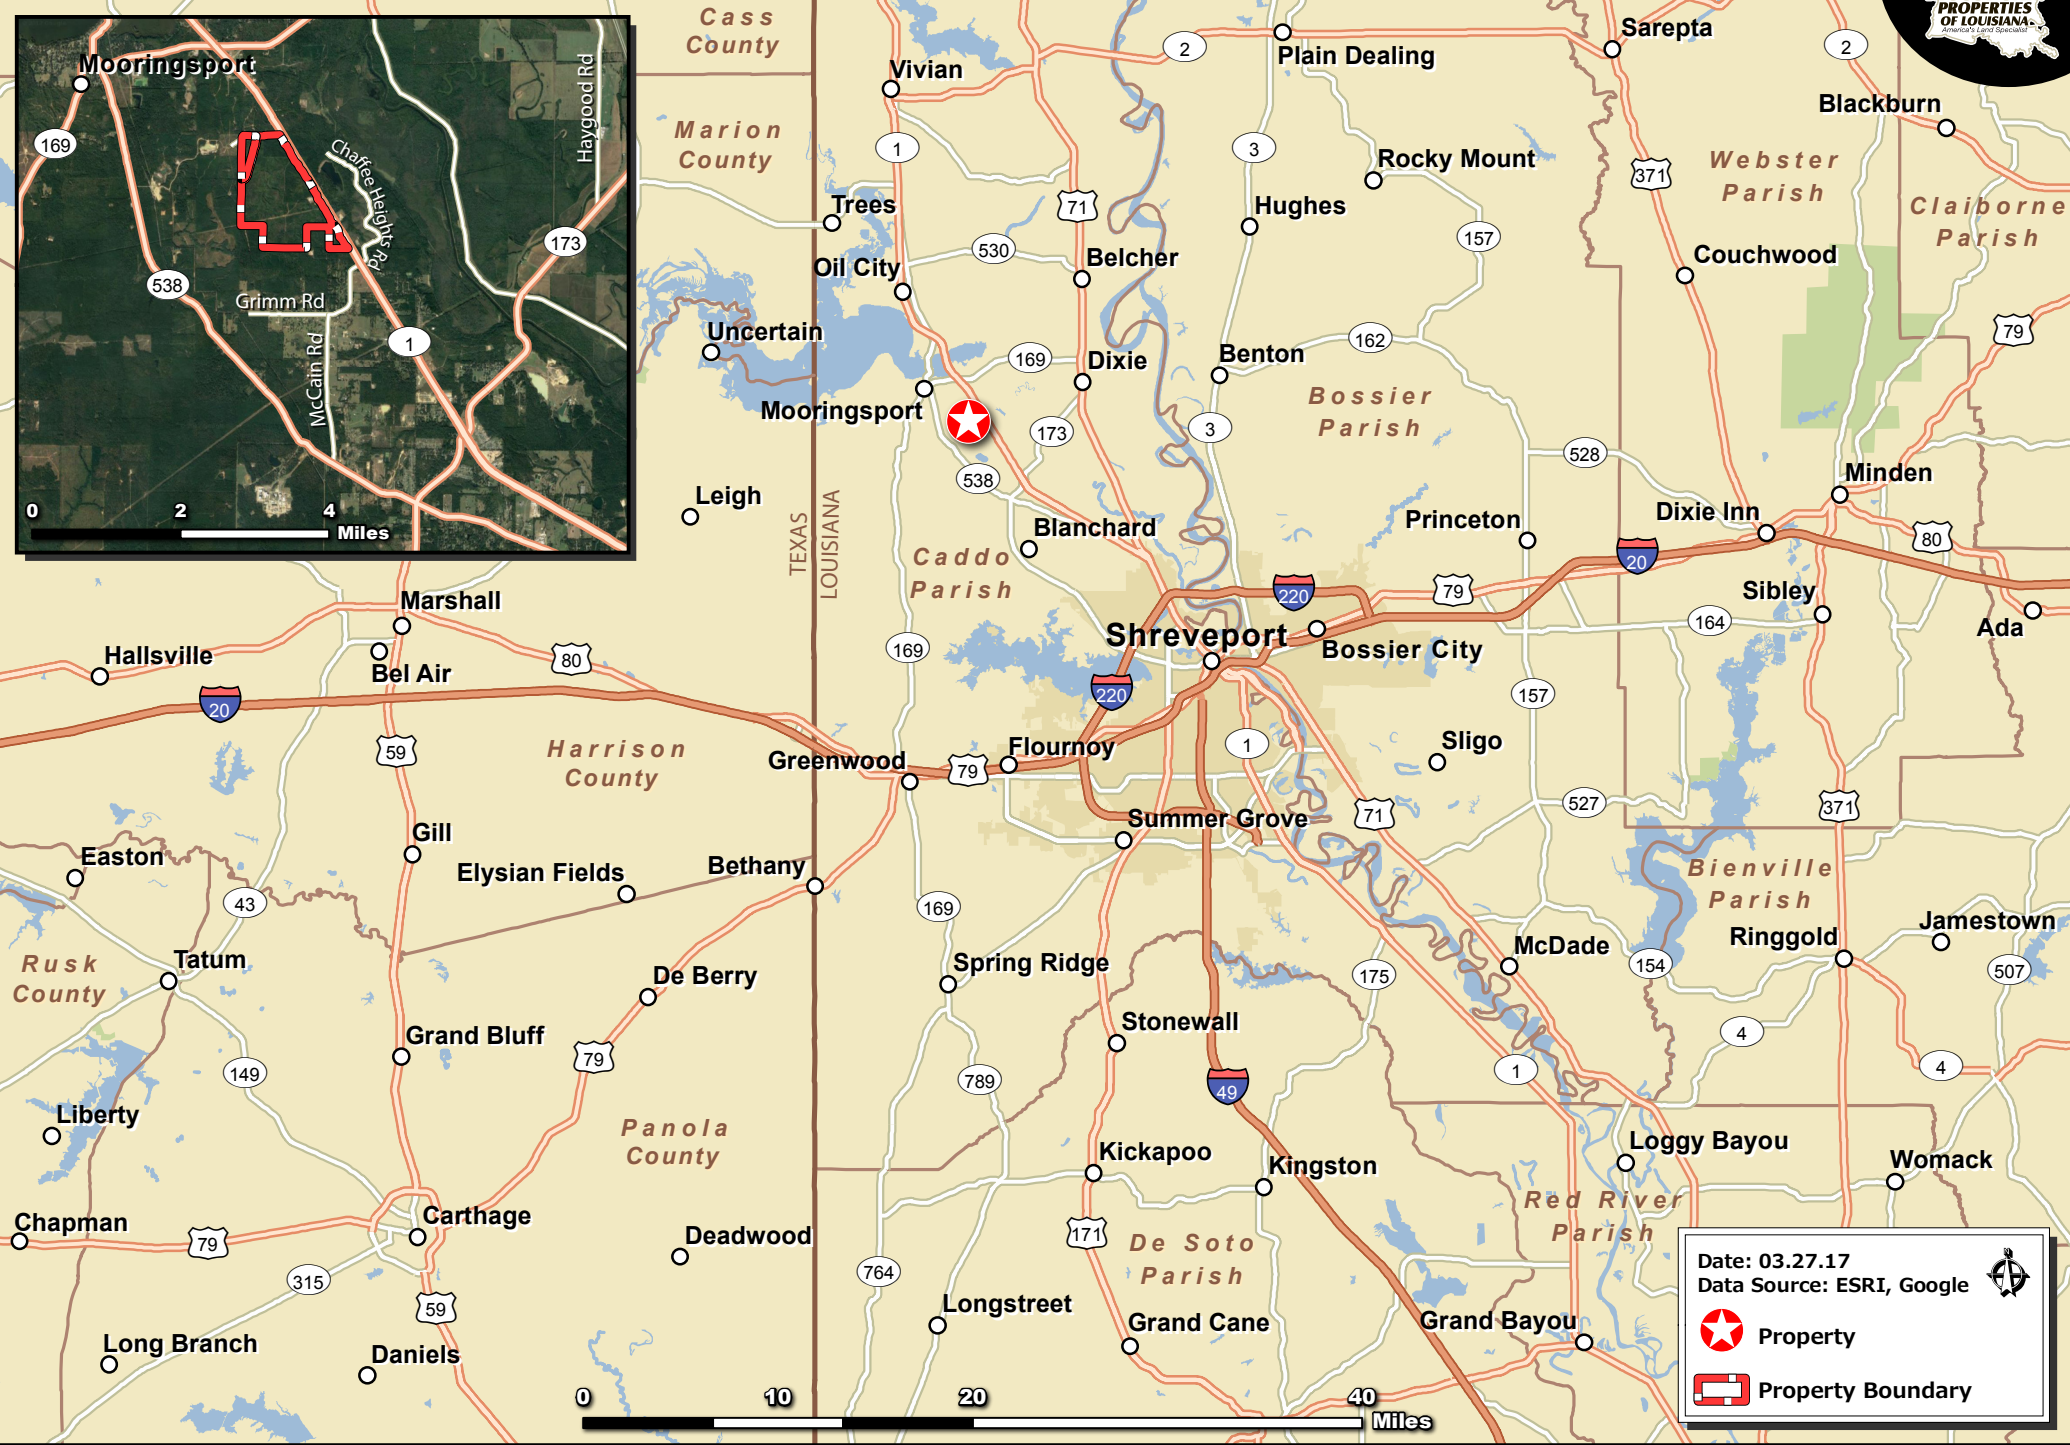 PROPERTIES
OF LOUISIANA
America's Land Specialist
Mooringsport
169
538
Grimm Rd
McCain Rd
Chaffee Heights Rd
Haygood Rd
173
1
0
2
4
Miles
Cass
County
Marion
County
Vivian
2
Plain Dealing
Sarepta
2
Blackburn
1
3
Rocky Mount
371
Webster
Parish
Claiborne
Parish
Trees
71
Hughes
157
Oil City
530
Belcher
Couchwood
Uncertain
169
Dixie
Benton
162
79
Mooringsport
173
3
Bossier
Parish
528
Minden
Leigh
538
Blanchard
Princeton
Dixie Inn
80
TEXAS
LOUISIANA
Caddo
Parish
20
220
79
Sibley
Marshall
164
Ada
Hallsville
Bel Air
80
169
Shreveport
Bossier City
20
220
157
59
Harrison
County
Greenwood
79
Flournoy
1
Sligo
Gill
Summer Grove
71
527
371
Easton
Elysian Fields
Bethany
Bienville
Parish
43
169
Jamestown
Rusk
County
Tatum
De Berry
Spring Ridge
175
McDade
154
Ringgold
507
Grand Bluff
79
Stonewall
4
149
789
49
1
4
Liberty
Panola
County
Kickapoo
Kingston
Loggy Bayou
Womack
Chapman
79
Carthage
Deadwood
171
De Soto
Parish
Red River
Parish
315
59
764
Longstreet
Grand Cane
Grand Bayou
Long Branch
Daniels
0
10
20
40
Miles
Date: 03.27.17
Data Source: ESRI, Google
Property
Property Boundary